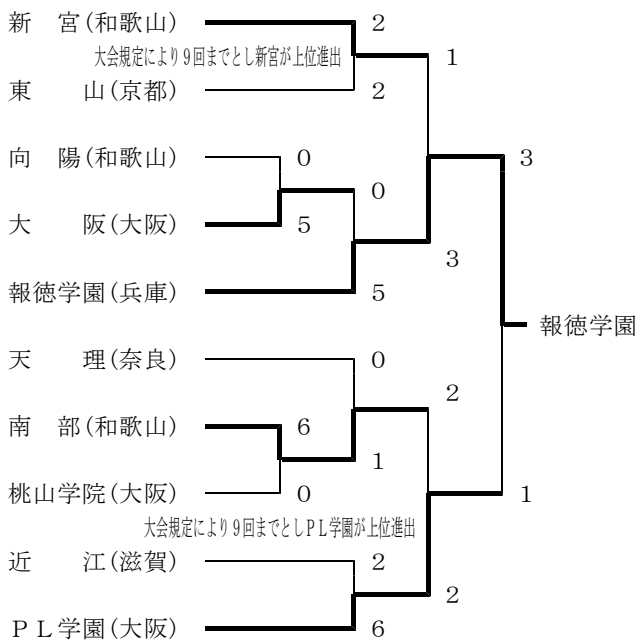 新　宮(和歌山) 2
大会規定により9回までとし新宮が上位進出 1
東　　山(京都) 2
向　陽(和歌山) 0 3
0
大　　阪(大阪) 5
3
報徳学園(兵庫) 5
報徳学園
天　　理(奈良) 0
2
南　部(和歌山) 6
1
桃山学院(大阪) 0 1
大会規定により9回までとしPL学園が上位進出
近　　江(滋賀) 2
2
ＰＬ学園(大阪) 6